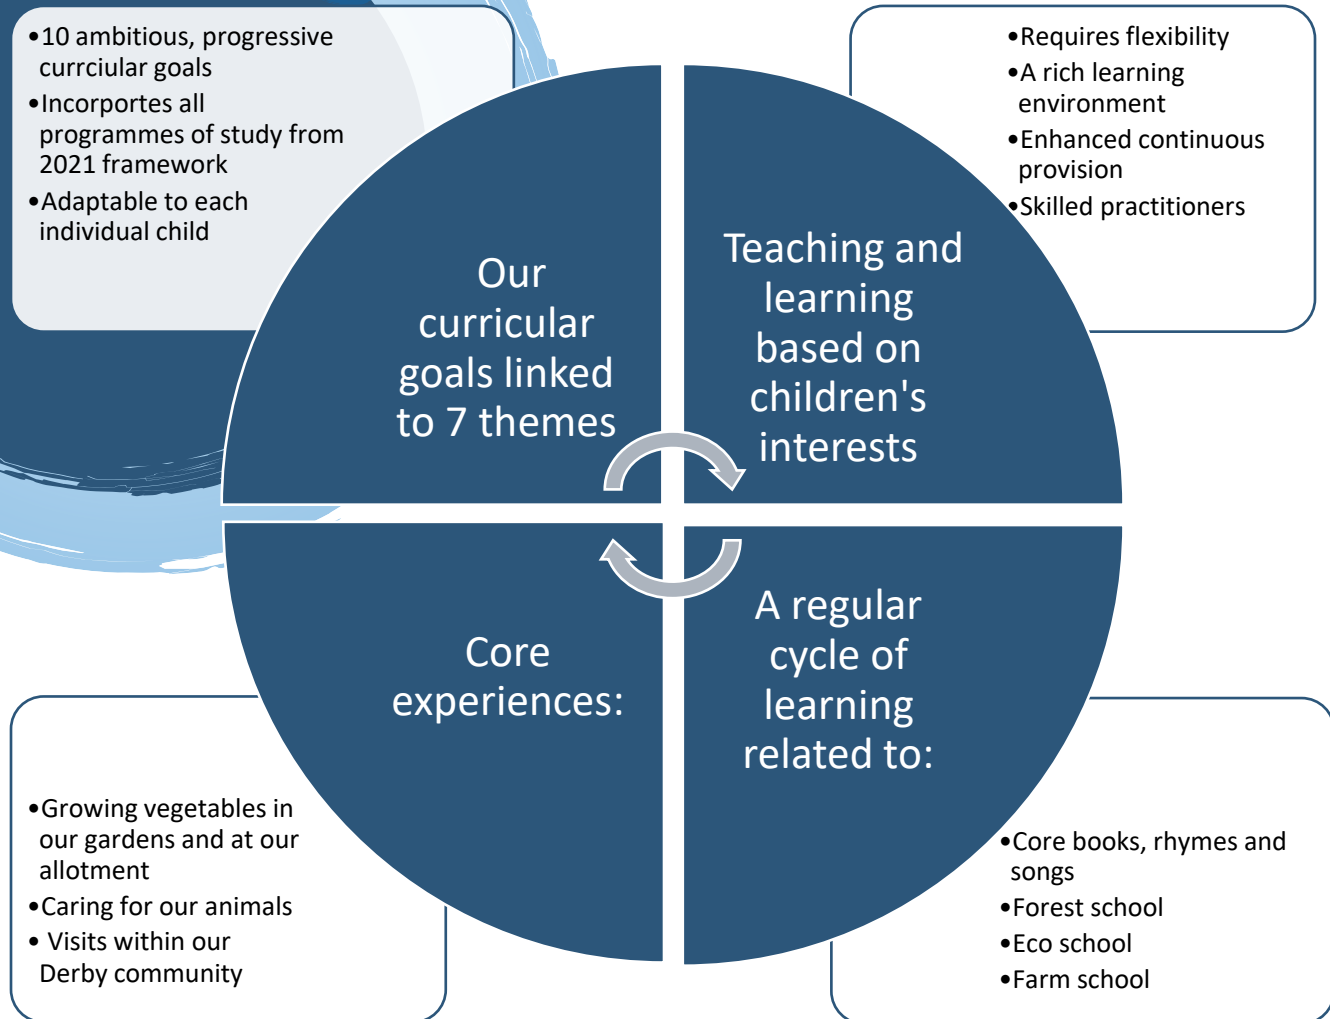 •10 ambitious, progressive
currciular goals
•Incorportes all
programmes of study from
2021 framework
•Adaptable to each
individual child
•Requires flexibility
•A rich learning
environment
•Enhanced continuous
provision
•Skilled practitioners
Our
curricular
goals linked
to 7 themes
Teaching and
learning
based on
children's
interests
Core
experiences:
A regular
cycle of
learning
related to:
•Growing vegetables in
our gardens and at our
allotment
•Caring for our animals
• Visits within our
Derby community
•Core books, rhymes and
songs
•Forest school
•Eco school
•Farm school